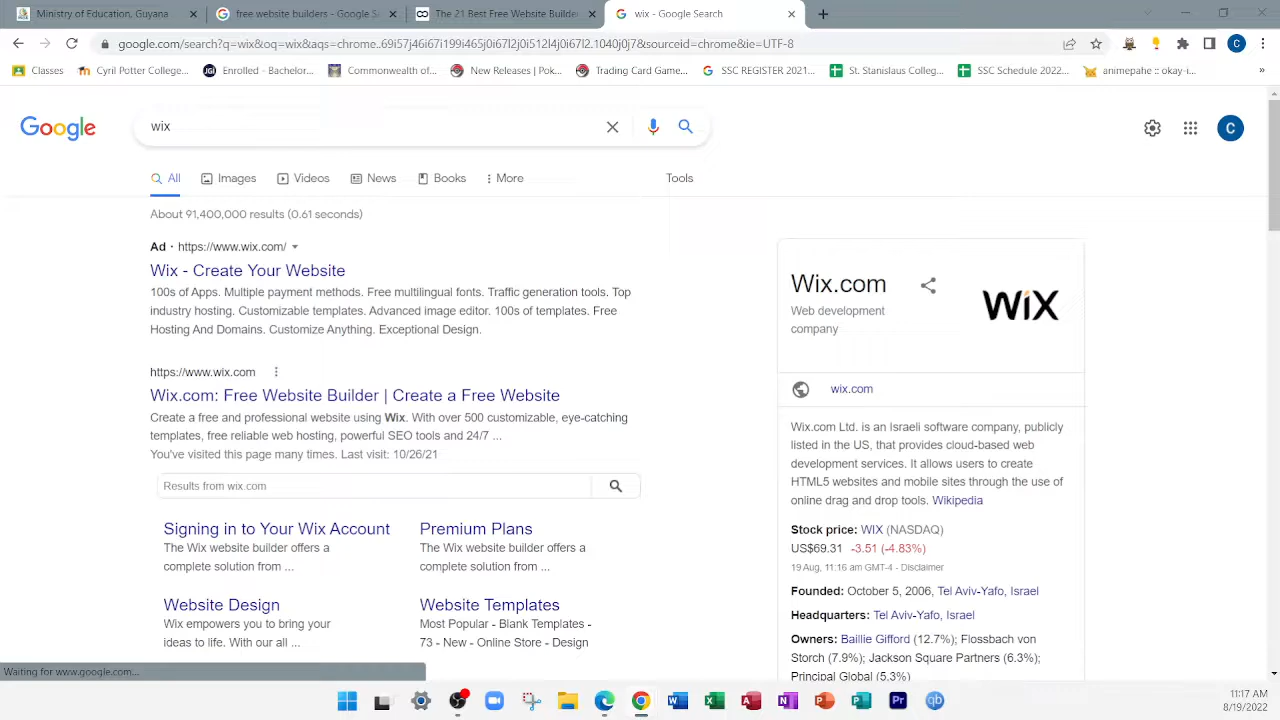 Ministry of Education, Guyana
free website builders - Google S
The 21 Best Free Website Builder
wix - Google Search
google.com/search?q=wix&oq=wix&aqs=chrome..69i57j46i67i199i465j0i67l2j0i512l4j0i67l2.1040j0j7&sourceid=chrome&ie=UTF-8
C
Classes
Cyril Potter College...
Enrolled - Bachelor...
Commonwealth of...
New Releases | Pok...
Trading Card Game...
SSC REGISTER 2021...
St. Stanislaus Colleg...
SSC Schedule 2022...
animepahe :: okay-i...
»
Google
wix
C
All
Images
Videos
News
Books
More
Tools
About 91,400,000 results (0.61 seconds)
Ad · https://www.wix.com/
Wix - Create Your Website
100s of Apps. Multiple payment methods. Free multilingual fonts. Traffic generation tools. Top
industry hosting. Customizable templates. Advanced image editor. 100s of templates. Free
Hosting And Domains. Customize Anything. Exceptional Design.
https://www.wix.com
Wix.com: Free Website Builder | Create a Free Website
Create a free and professional website using Wix. With over 500 customizable, eye-catching
templates, free reliable web hosting, powerful SEO tools and 24/7 ...
You've visited this page many times. Last visit: 10/26/21
Results from wix.com
Signing in to Your Wix Account
The Wix website builder offers a
complete solution from ...
Premium Plans
The Wix website builder offers a
complete solution from ...
Website Design
Wix empowers you to bring your
ideas to life. With our all ...
Website Templates
Most Popular - Blank Templates -
73 - New - Online Store - Design
Wix.com
Web development
company
WiX
wix.com
Wix.com Ltd. is an Israeli software company, publicly
listed in the US, that provides cloud-based web
development services. It allows users to create
HTML5 websites and mobile sites through the use of
online drag and drop tools. Wikipedia
Stock price: WIX (NASDAQ)
US$69.31 -3.51 (-4.83%)
19 Aug, 11:16 am GMT-4 - Disclaimer
Founded: October 5, 2006, Tel Aviv-Yafo, Israel
Headquarters: Tel Aviv-Yafo, Israel
Owners: Baillie Gifford (12.7%); Flossbach von
Storch (7.9%); Jackson Square Partners (6.3%);
Principal Global (5.3%)
Waiting for www.google.com...
11:17 AM
8/19/2022